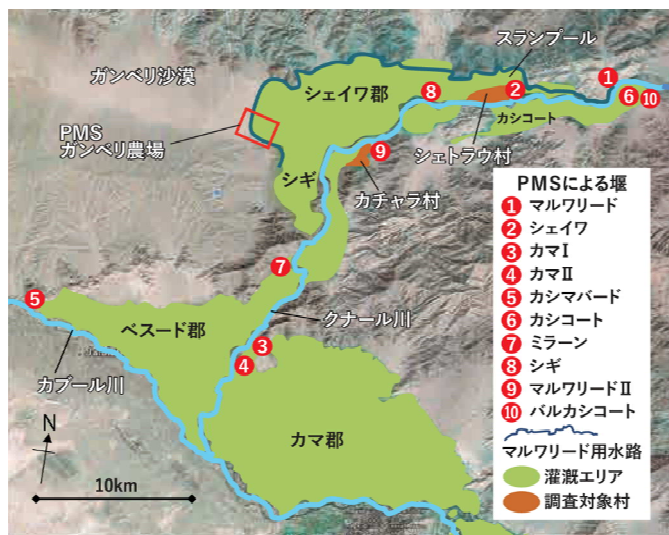 スランプール
ガンベリ沙漠
シェイワ郡
PMS
ガンベリ農場
シェトラウ村
カシコート
シギ
カチャラ村
クナール川
ベスード郡
カブール川
カマ郡
N
10km
1
2
3
4
5
6
7
8
9
10
PMSによる堰
1 マルワリード
2 シェイワ
3 カマⅠ
4 カマⅡ
5 カシマバード
6 カシコート
7 ミラーン
8 シギ
9 マルワリードⅡ
10 バルカシコート
マルワリード用水路
灌漑エリア
調査対象村